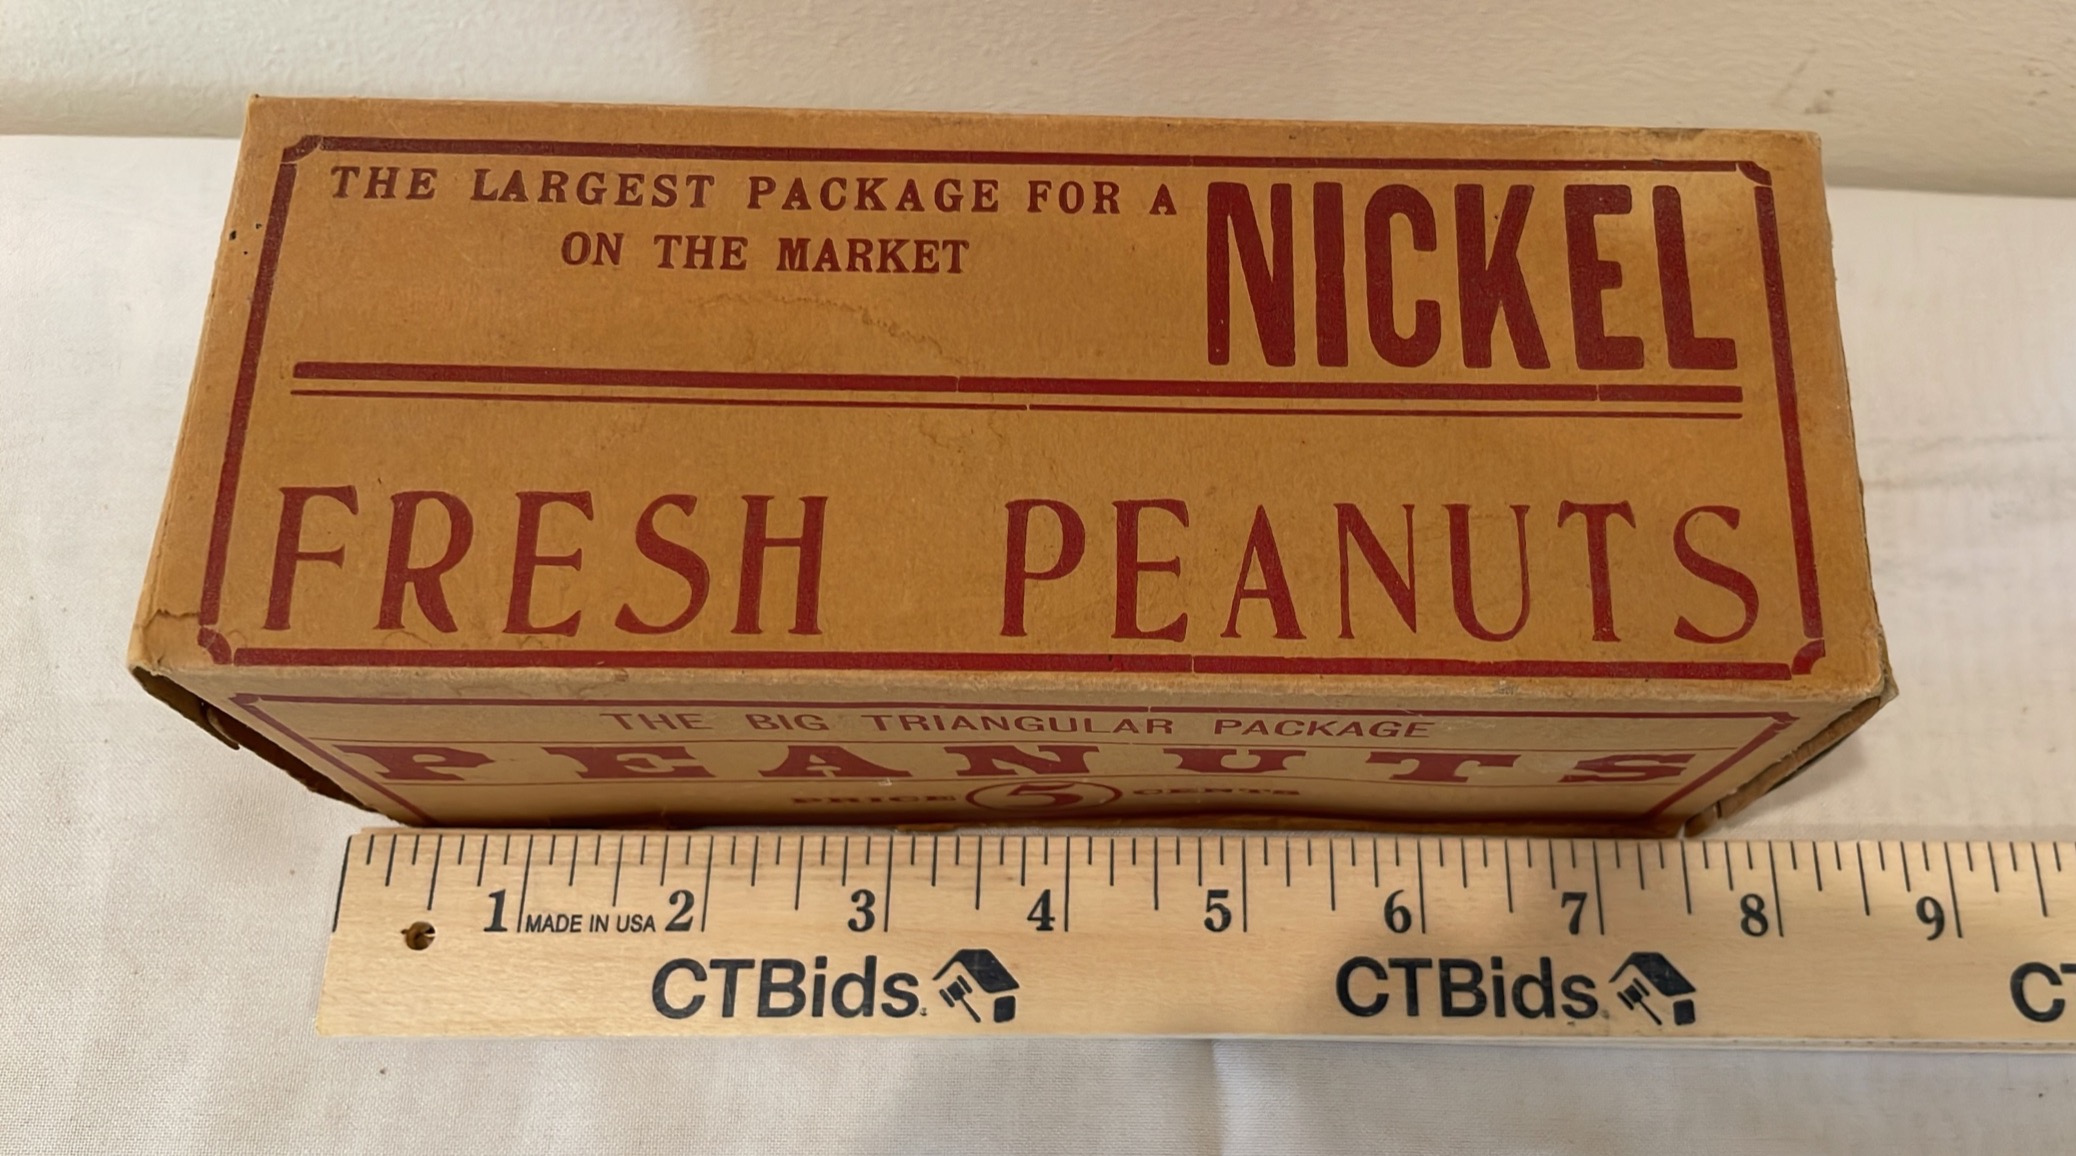 THE LARGEST PACKAGE FOR A NICKEL
ON THE MARKET
FRESH PEANUTS
THE BIG TRIANGULAR PACKAGE
PEANUTS
PRICE 5 CENTS
1 MADE IN USA 2 3 4 5 6 7 8 9
CTBids CTBids CT